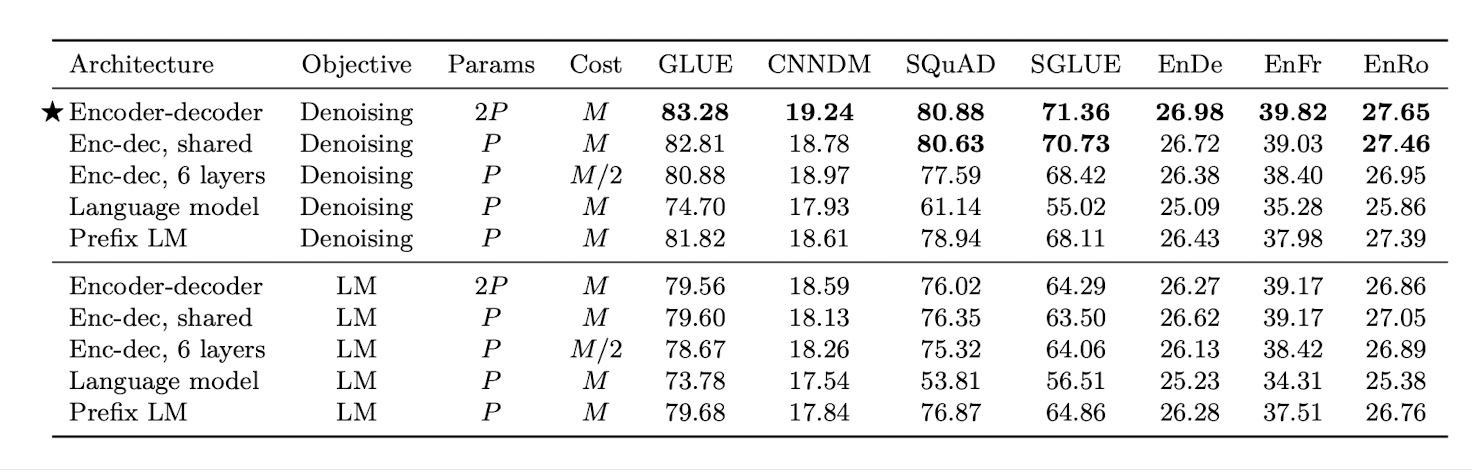 Architecture Objective Params Cost GLUE CNNDM SQuAD SGLUE EnDe EnFr EnRo
★ Encoder-decoder Denoising 2P M 83.28 19.24 80.88 71.36 26.98 39.82 27.65
Enc-dec, shared Denoising P M 82.81 18.78 80.63 70.73 26.72 39.03 27.46
Enc-dec, 6 layers Denoising P M/2 80.88 18.97 77.59 68.42 26.38 38.40 26.95
Language model Denoising P M 74.70 17.93 61.14 55.02 25.09 35.28 25.86
Prefix LM Denoising P M 81.82 18.61 78.94 68.11 26.43 37.98 27.39
Encoder-decoder LM 2P M 79.56 18.59 76.02 64.29 26.27 39.17 26.86
Enc-dec, shared LM P M 79.60 18.13 76.35 63.50 26.62 39.17 27.05
Enc-dec, 6 layers LM P M/2 78.67 18.26 75.32 64.06 26.13 38.42 26.89
Language model LM P M 73.78 17.54 53.81 56.51 25.23 34.31 25.38
Prefix LM LM P M 79.68 17.84 76.87 64.86 26.28 37.51 26.76